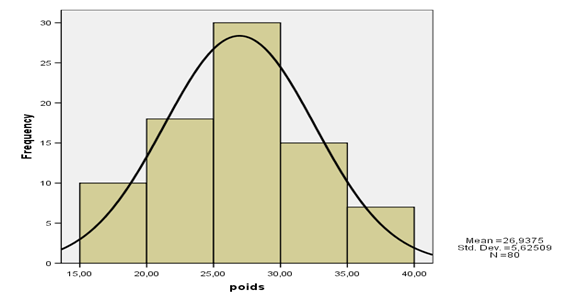 30
25
20
15
10
5
0
Frequency
15,00 20,00 25,00 30,00 35,00 40,00
poids
Mean =26,9375
Std. Dev. =5,62509
N =80